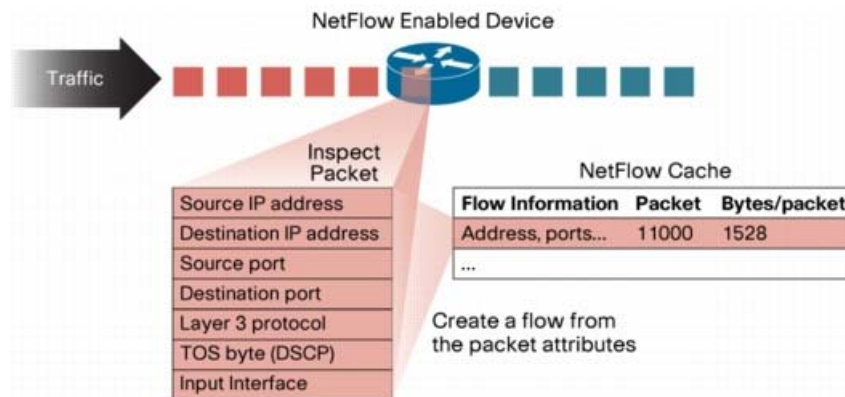 NetFlow Enabled Device
Traffic
Inspect
Packet
Source IP address
Destination IP address
Source port
Destination port
Layer 3 protocol
TOS byte (DSCP)
Input Interface
NetFlow Cache
Flow Information Packet Bytes/packet
Address, ports... 11000 1528
...
Create a flow from
the packet attributes